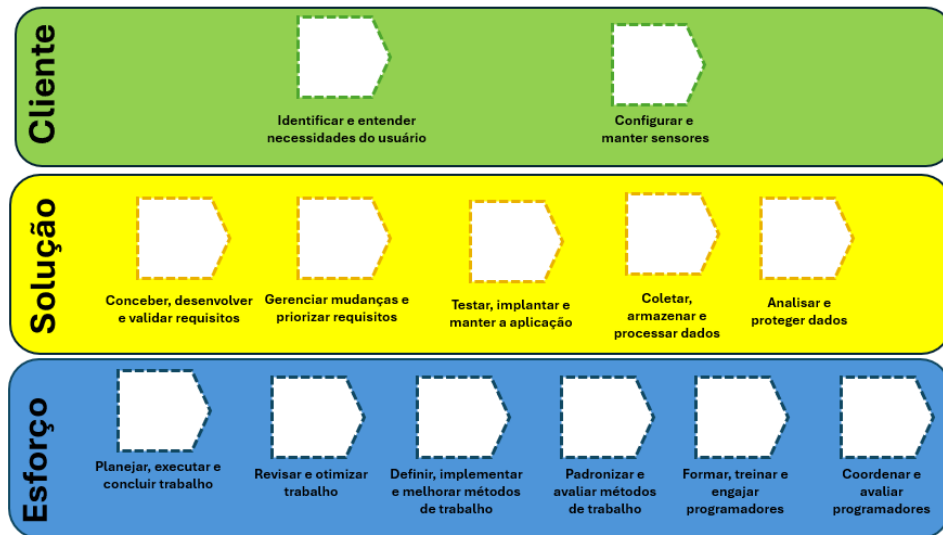 Cliente
Identificar e entender
necessidades do usuário
Configurar e
manter sensores
Solução
Conceber, desenvolver
e validar requisitos
Gerenciar mudanças e
priorizar requisitos
Testar, implantar e
manter a aplicação
Coletar,
armazenar e
processar dados
Analisar e
proteger dados
Esforço
Planejar, executar e
concluir trabalho
Revisar e otimizar
trabalho
Definir, implementar
e melhorar métodos
de trabalho
Padronizar e
avaliar métodos
de trabalho
Formar, treinar e
engajar
programadores
Coordenar e
avaliar
programadores